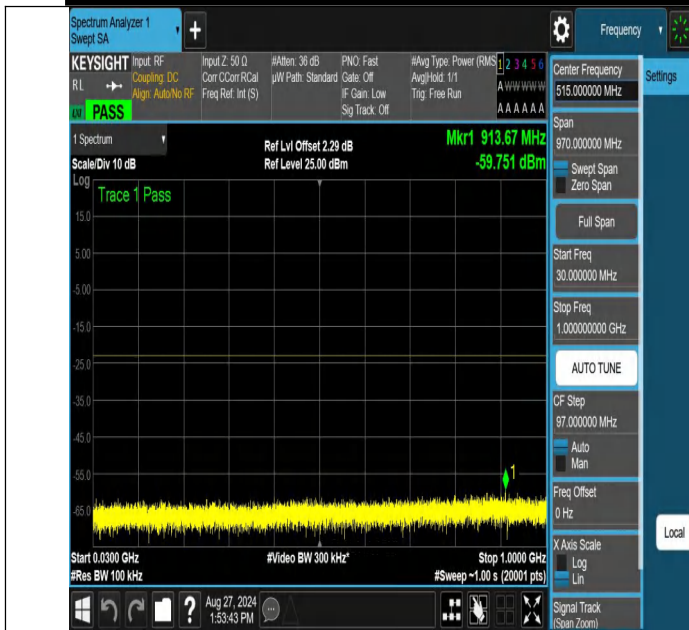 Spectrum Analyzer 1
Swept SA
+
Frequency
KEYSIGHT
RL
LXI
PASS
Input: RF
Coupling: DC
Align: Auto/No RF
Input Z: 50 Ω
Corr CCorr RCal
Freq Ref: Int (S)
#Atten: 36 dB
µW Path: Standard
PNO: Fast
Gate: Off
IF Gain: Low
Sig Track: Off
#Avg Type: Power (RMS
Avg|Hold: 1/1
Trig: Free Run
1 2 3 4 5 6
A W W W W W
A A A A A A
1 Spectrum
Scale/Div 10 dB
Ref Lvl Offset 2.29 dB
Ref Level 25.00 dBm
Mkr1 913.67 MHz
-59.751 dBm
Log
Trace 1 Pass
15.0
5.00
-5.00
-15.0
-25.0
-35.0
-45.0
-55.0
-65.0
1
Start 0.0300 GHz
#Res BW 100 kHz
#Video BW 300 kHz*
Stop 1.0000 GHz
#Sweep ~1.00 s (20001 pts)
Center Frequency
515.000000 MHz
Span
970.000000 MHz
Swept Span
Zero Span
Full Span
Start Freq
30.000000 MHz
Stop Freq
1.000000000 GHz
AUTO TUNE
CF Step
97.000000 MHz
Auto
Man
Freq Offset
0 Hz
X Axis Scale
Log
Lin
Signal Track
(Span Zoom)
Settings
Local
?
Aug 27, 2024
1:53:43 PM